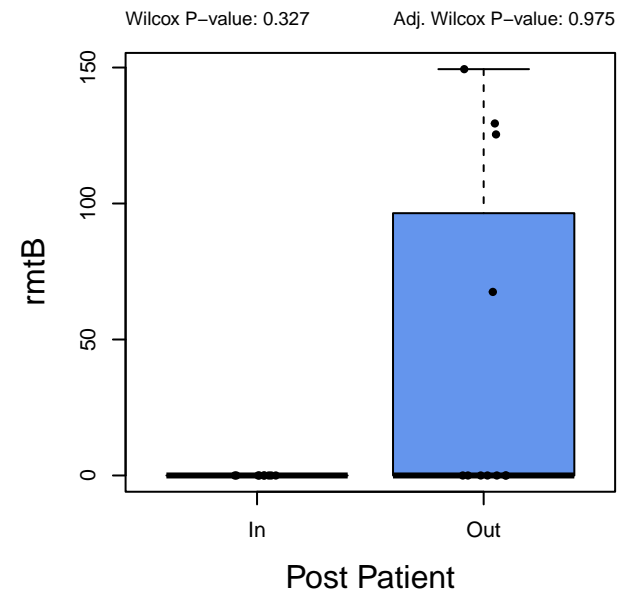 Wilcox P−value: 0.327
Adj. Wilcox P−value: 0.975
rmtB
150
100
50
0
In
Out
Post Patient